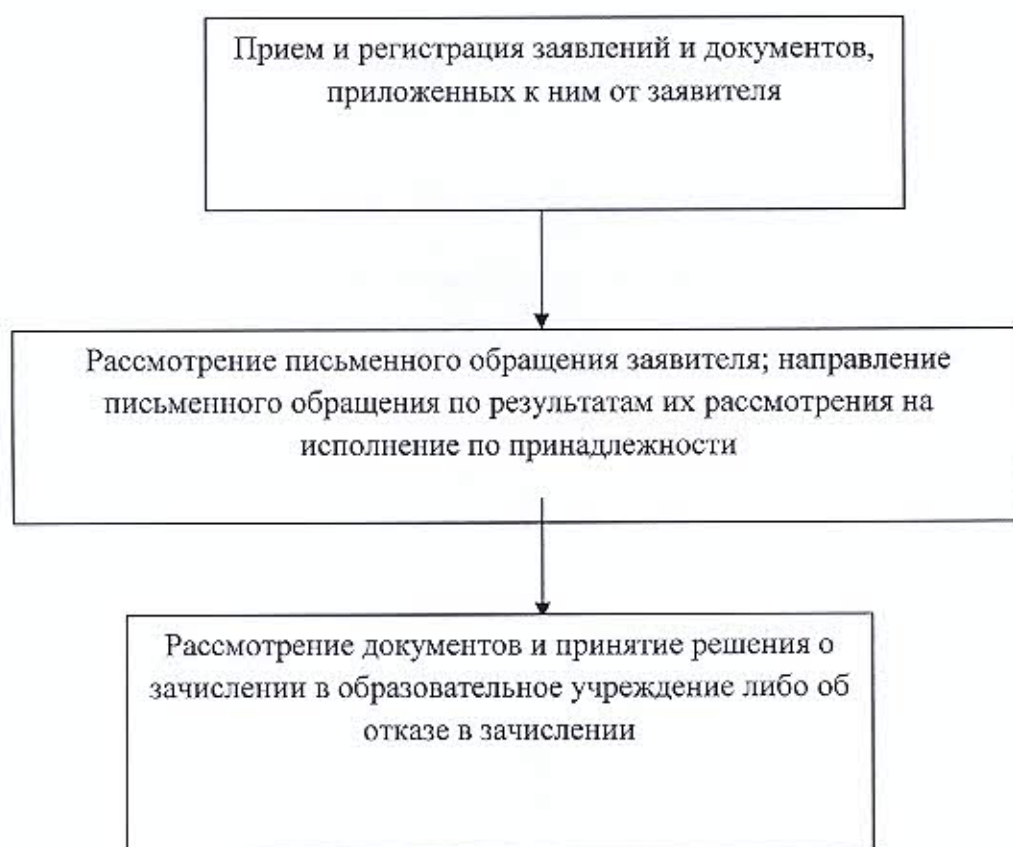 Прием и регистрация заявлений и документов,
приложенных к ним от заявителя
Рассмотрение письменного обращения заявителя; направление
письменного обращения по результатам их рассмотрения на
исполнение по принадлежности
Рассмотрение документов и принятие решения о
зачислении в образовательное учреждение либо об
отказе в зачислении